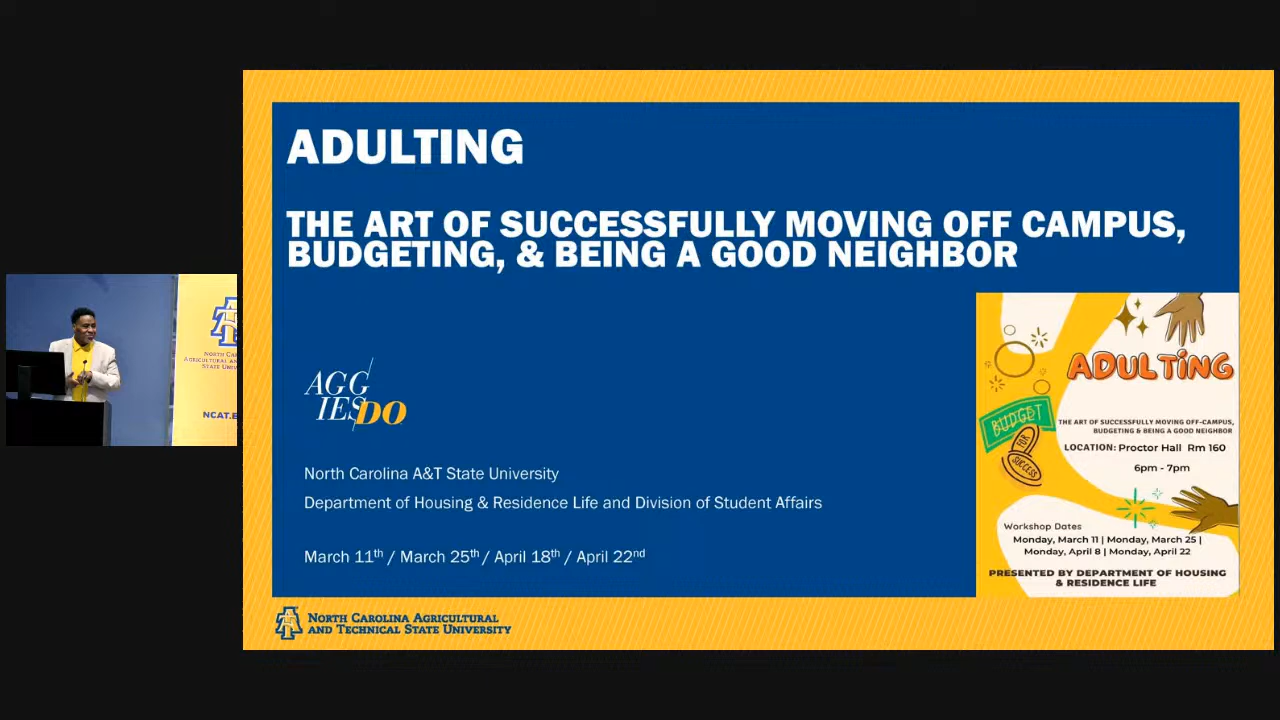 ADULTING
THE ART OF SUCCESSFULLY MOVING OFF CAMPUS,
BUDGETING, & BEING A GOOD NEIGHBOR
AGG
IESDO
North Carolina A&T State University
Department of Housing & Residence Life and Division of Student Affairs
March 11th / March 25th / April 18th / April 22nd
NORTH CAROLINA AGRICULTURAL
AND TECHNICAL STATE UNIVERSITY
ADULTING
BUDGET
FOR
SUCCESS
THE ART OF SUCCESSFULLY MOVING OFF-CAMPUS,
BUDGETING & BEING A GOOD NEIGHBOR
LOCATION: Proctor Hall Rm 160
6pm - 7pm
Workshop Dates
Monday, March 11 | Monday, March 25 |
Monday, April 8 | Monday, April 22
PRESENTED BY DEPARTMENT OF HOUSING
& RESIDENCE LIFE
STATE
NCAT.E